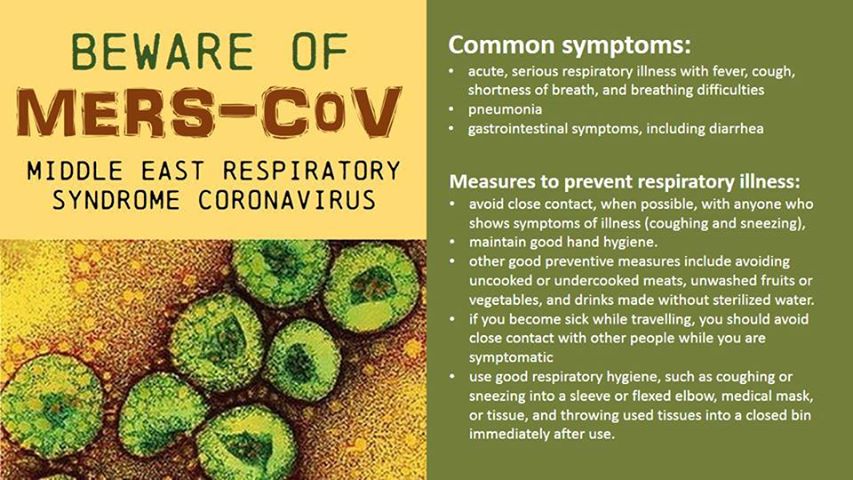 BEWARE OF
MERS-CoV
MIDDLE EAST RESPIRATORY
SYNDROME CORONAVIRUS
Common symptoms:
• acute, serious respiratory illness with fever, cough,
shortness of breath, and breathing difficulties
• pneumonia
• gastrointestinal symptoms, including diarrhea
Measures to prevent respiratory illness:
• avoid close contact, when possible, with anyone who
shows symptoms of illness (coughing and sneezing),
• maintain good hand hygiene.
• other good preventive measures include avoiding
uncooked or undercooked meats, unwashed fruits or
vegetables, and drinks made without sterilized water.
• if you become sick while travelling, you should avoid
close contact with other people while you are
symptomatic
• use good respiratory hygiene, such as coughing or
sneezing into a sleeve or flexed elbow, medical mask,
or tissue, and throwing used tissues into a closed bin
immediately after use.